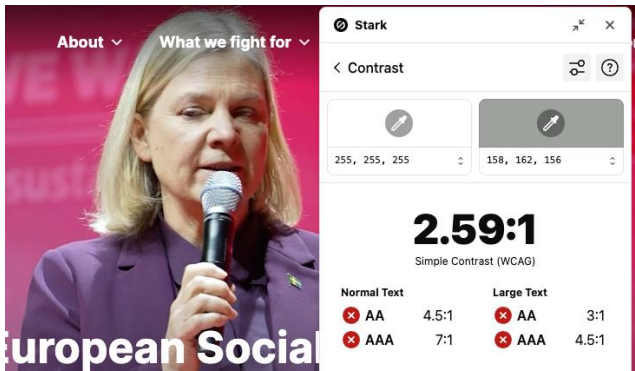 About
What we fight for
VE W
sust
European Social
Stark
Contrast
255, 255, 255
158, 162, 156
2.59:1
Simple Contrast (WCAG)
Normal Text
Large Text
AA 4.5:1
AA 3:1
AAA 7:1
AAA 4.5:1